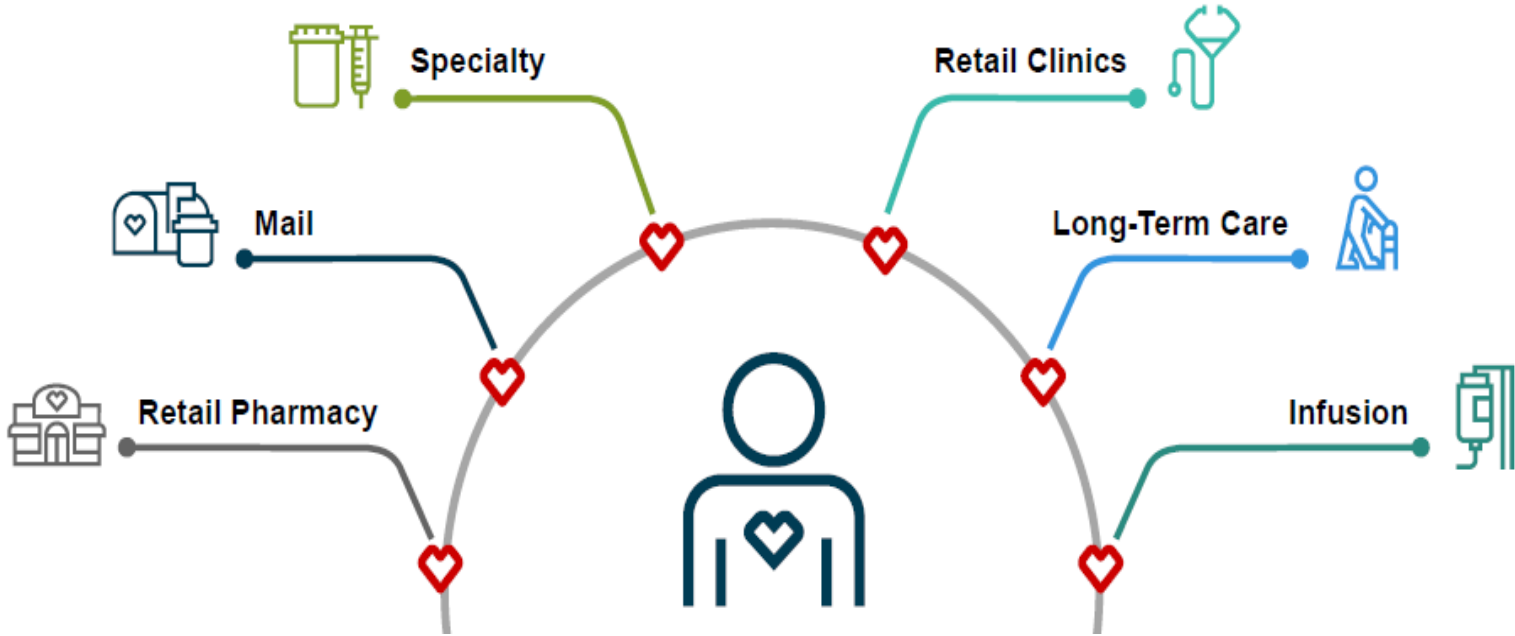 Specialty
Retail Clinics
Mail
Long-Term Care
Retail Pharmacy
Infusion